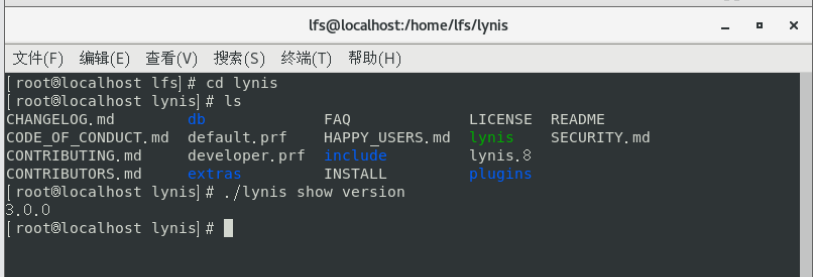 lfs@localhost:/home/lfs/lynis
文件(F) 编辑(E) 查看(V) 搜索(S) 终端(T) 帮助(H)
[root@localhost lfs]# cd lynis
[root@localhost lynis]# ls
CHANGELOG.md db FAQ LICENSE README
CODE_OF_CONDUCT.md default.prf HAPPY_USERS.md lynis SECURITY.md
CONTRIBUTING.md developer.prf include lynis.8
CONTRIBUTORS.md extras INSTALL plugins
[root@localhost lynis]# ./lynis show version
3.0.0
[root@localhost lynis]#